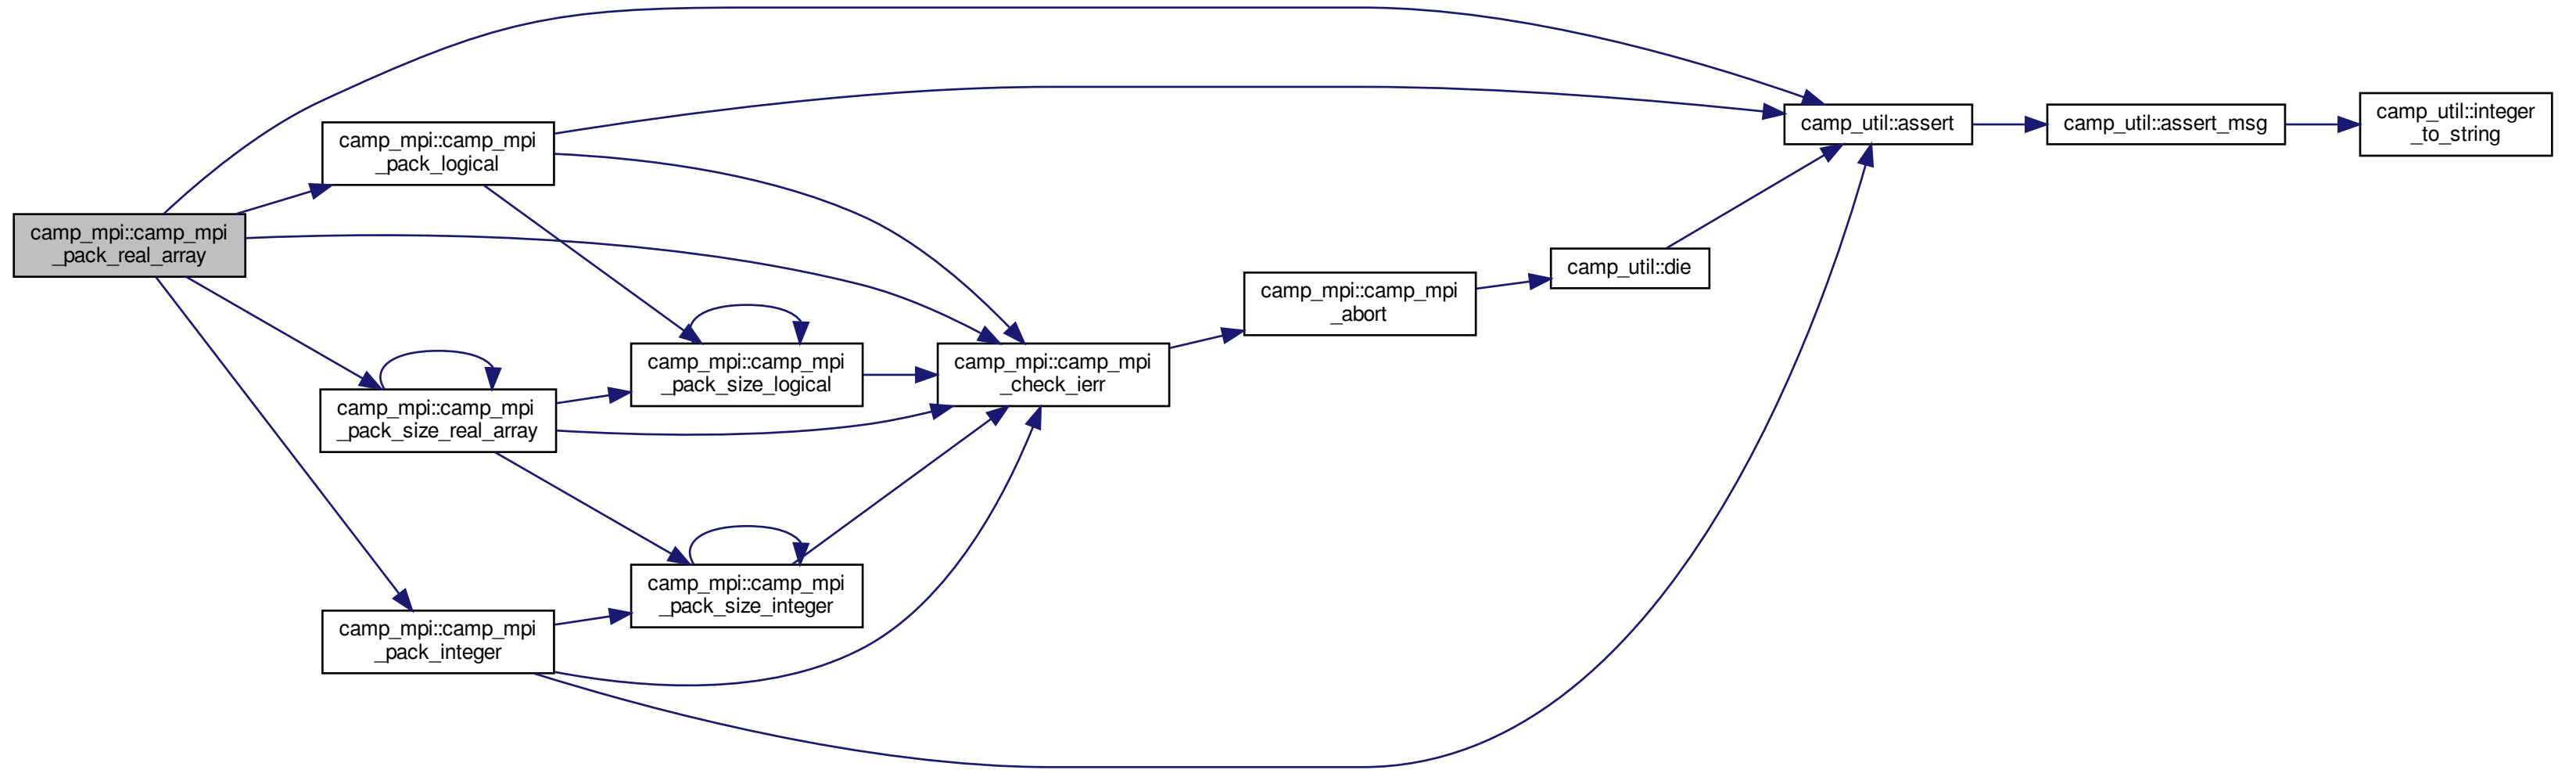 camp_mpi::camp_mpi
_pack_real_array
camp_mpi::camp_mpi
_pack_logical
camp_mpi::camp_mpi
_pack_size_real_array
camp_mpi::camp_mpi
_pack_integer
camp_mpi::camp_mpi
_pack_size_logical
camp_mpi::camp_mpi
_pack_size_integer
camp_mpi::camp_mpi
_check_ierr
camp_mpi::camp_mpi
_abort
camp_util::die
camp_util::assert
camp_util::assert_msg
camp_util::integer
_to_string